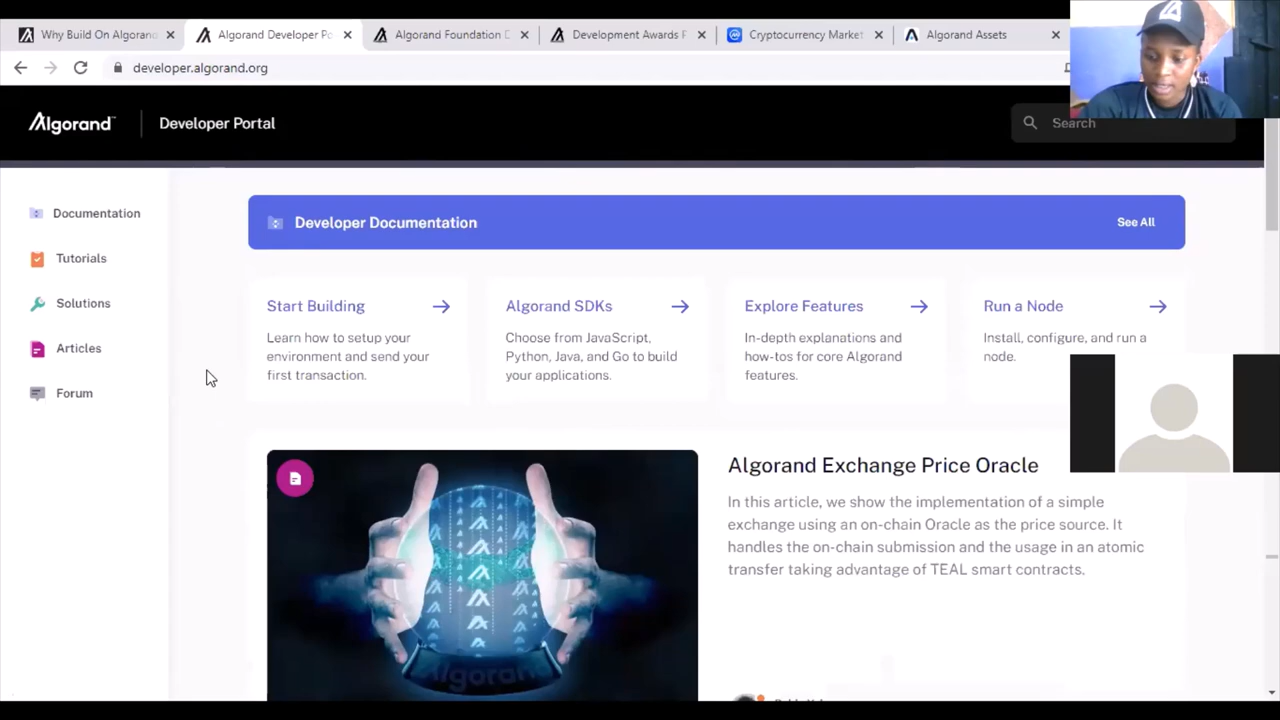 Why Build On Algorand
Algorand Developer Po
Algorand Foundation D
Development Awards F
Cryptocurrency Market
Algorand Assets
developer.algorand.org
Algorand
Developer Portal
Search
Documentation
Tutorials
Solutions
Articles
Forum
Developer Documentation
See All
Start Building
Learn how to setup your
environment and send your
first transaction.
Algorand SDKs
Choose from JavaScript,
Python, Java, and Go to build
your applications.
Explore Features
In-depth explanations and
how-tos for core Algorand
features.
Run a Node
Install, configure, and run a
node.
Algorand Exchange Price Oracle
In this article, we show the implementation of a simple
exchange using an on-chain Oracle as the price source. It
handles the on-chain submission and the usage in an atomic
transfer taking advantage of TEAL smart contracts.
Algorand